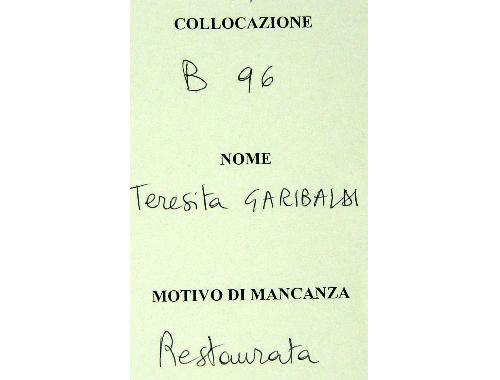 COLLOCAZIONE
B 96
NOME
Teresita GARIBALDI
MOTIVO DI MANCANZA
Restaurata